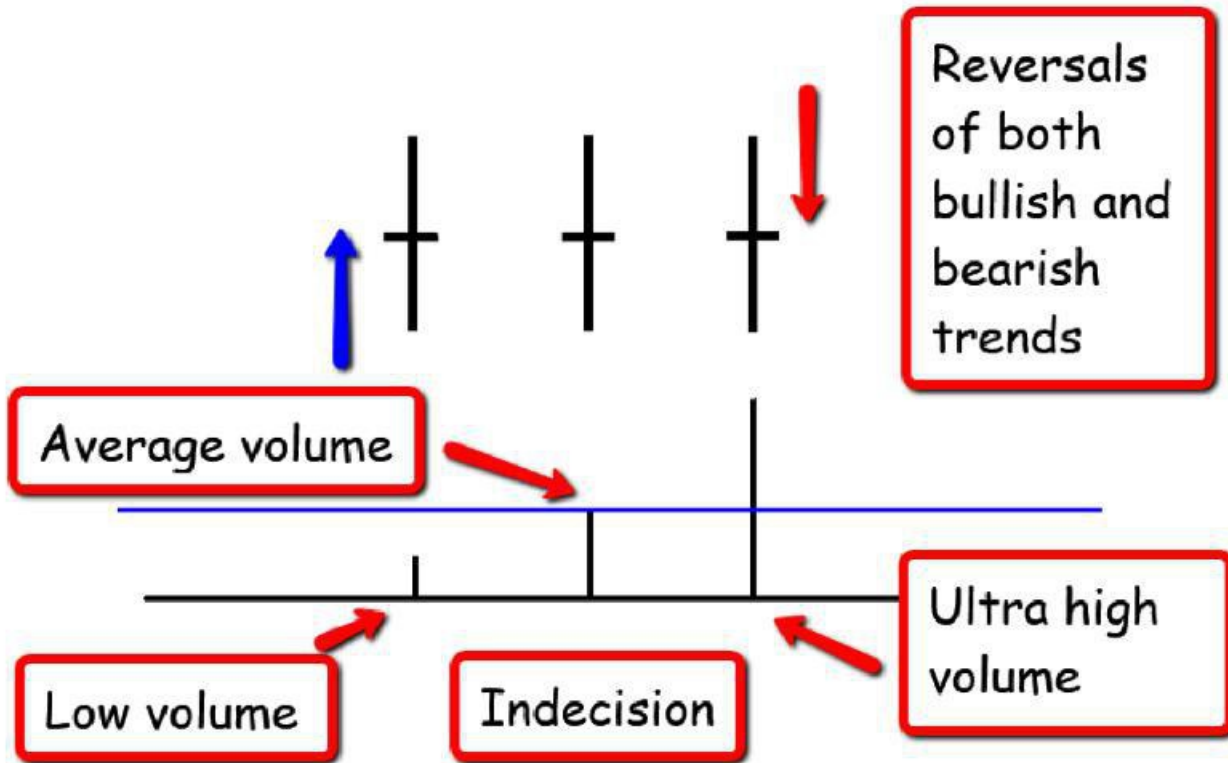 Reversals
of both
bullish and
bearish
trends
Average volume
Low volume
Indecision
Ultra high
volume